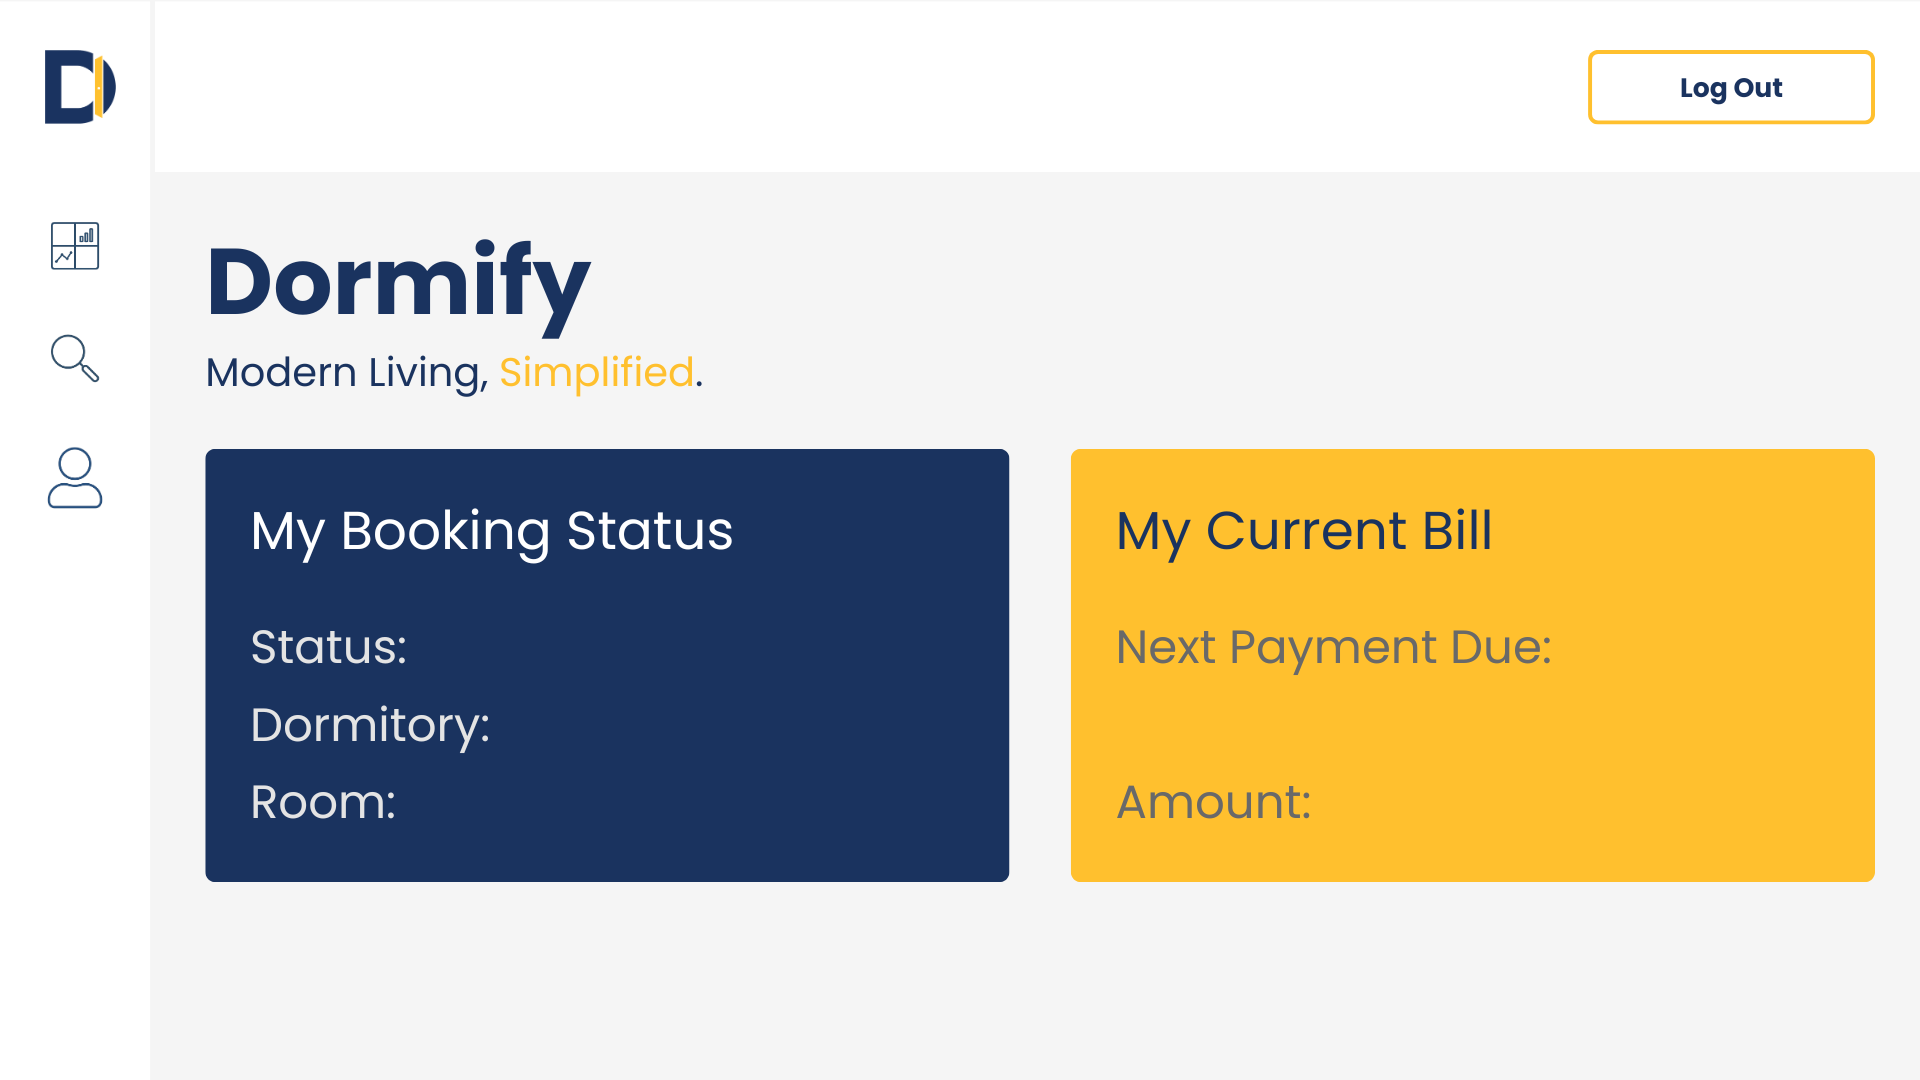 Log Out
Dormify
Modern Living, Simplified.
My Booking Status
Status:
Dormitory:
Room:
My Current Bill
Next Payment Due:
Amount: